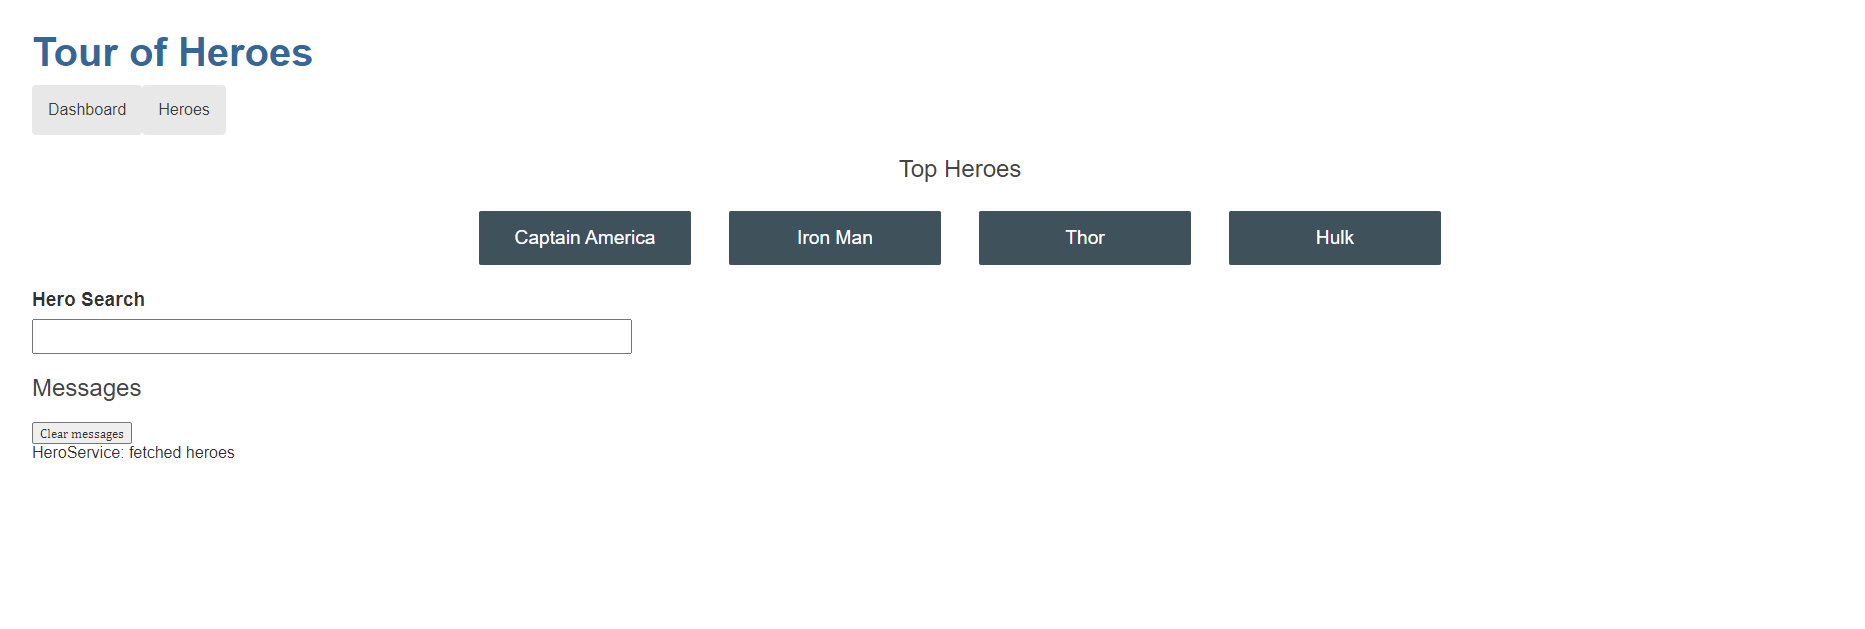 Tour of Heroes
Dashboard Heroes
Top Heroes
Captain America Iron Man Thor Hulk
Hero Search
Messages
Clear messages
HeroService: fetched heroes